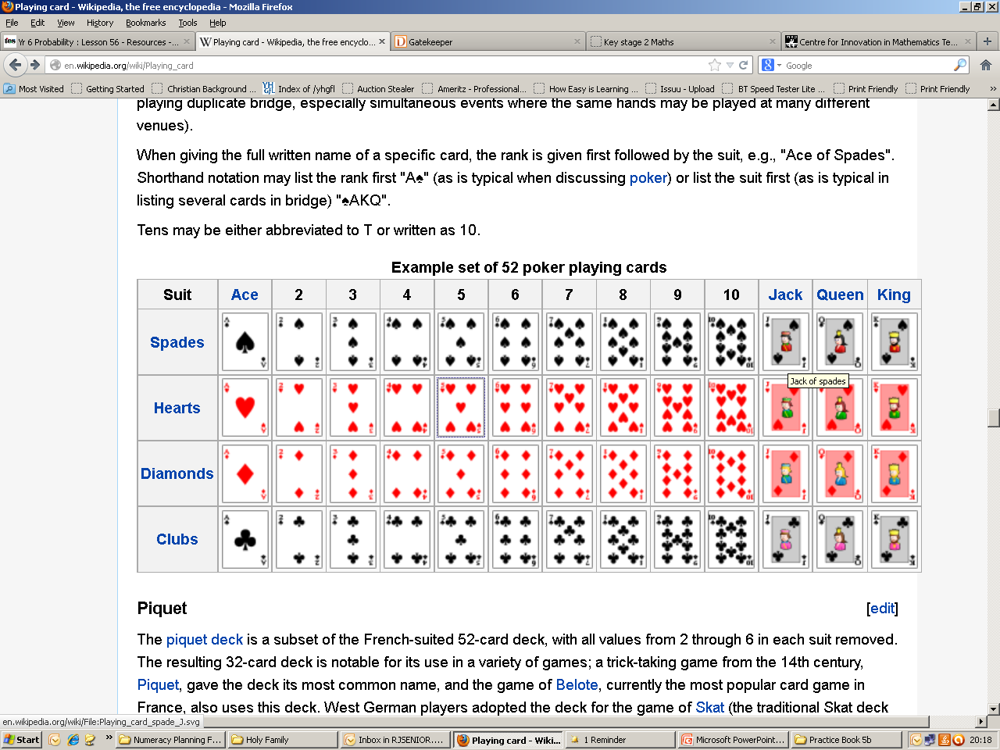 Playing card - Wikipedia, the free encyclopedia - Mozilla Firefox
File Edit View History Bookmarks Tools Help
tes Yr 6 Probability : Lesson 56 - Resources -...
W Playing card - Wikipedia, the free encyclo...
D Gatekeeper
Key stage 2 Maths
Centre for Innovation in Mathematics Te...
en.wikipedia.org/wiki/Playing_card
Google
Most Visited Getting Started Christian Background ... Index of /yhgfl Auction Stealer Ameritz - Professional... How Easy is Learning ... Issuu - Upload BT Speed Tester Lite ... Print Friendly Print Friendly »
playing duplicate bridge, especially simultaneous events where the same hands may be played at many different
venues).
When giving the full written name of a specific card, the rank is given first followed by the suit, e.g., "Ace of Spades".
Shorthand notation may list the rank first "A♠" (as is typical when discussing poker) or list the suit first (as is typical in
listing several cards in bridge) "♠AKQ".
Tens may be either abbreviated to T or written as 10.
Example set of 52 poker playing cards
Suit Ace 2 3 4 5 6 7 8 9 10 Jack Queen King
Spades
Jack of spades
Hearts
Diamonds
Clubs
Piquet [edit]
The piquet deck is a subset of the French-suited 52-card deck, with all values from 2 through 6 in each suit removed.
The resulting 32-card deck is notable for its use in a variety of games; a trick-taking game from the 14th century,
Piquet, gave the deck its most common name, and the game of Belote, currently the most popular card game in
France, also uses this deck. West German players adopted the deck for the game of Skat (the traditional Skat deck
en.wikipedia.org/wiki/File:Playing_card_spade_J.svg
Start » Numeracy Planning F... Holy Family Inbox in RJSENIOR.... Playing card - Wiki... 1 Reminder Microsoft PowerPoint... Practice Book 5b 20:18